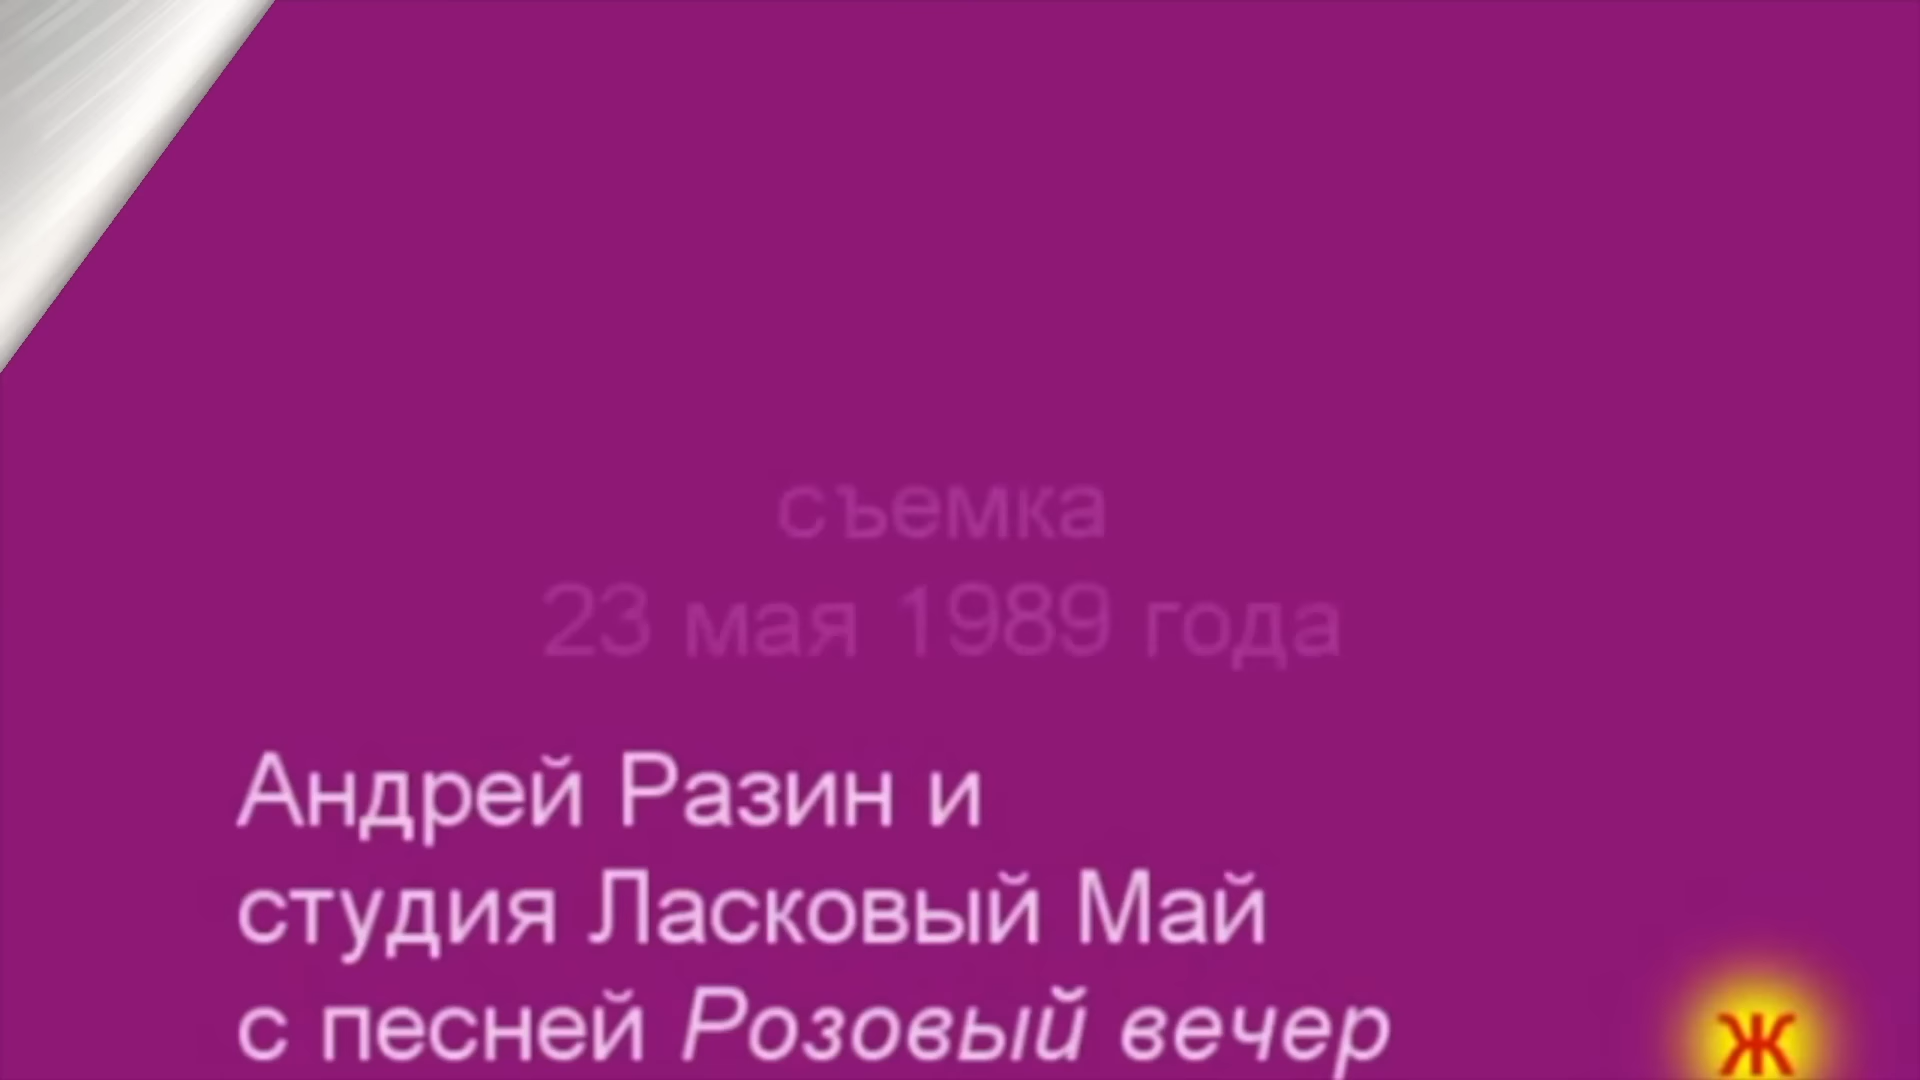 съемка
23 мая 1989 года
Андрей Разин и
студия Ласковый Май
с песней Розовый вечер
Ж